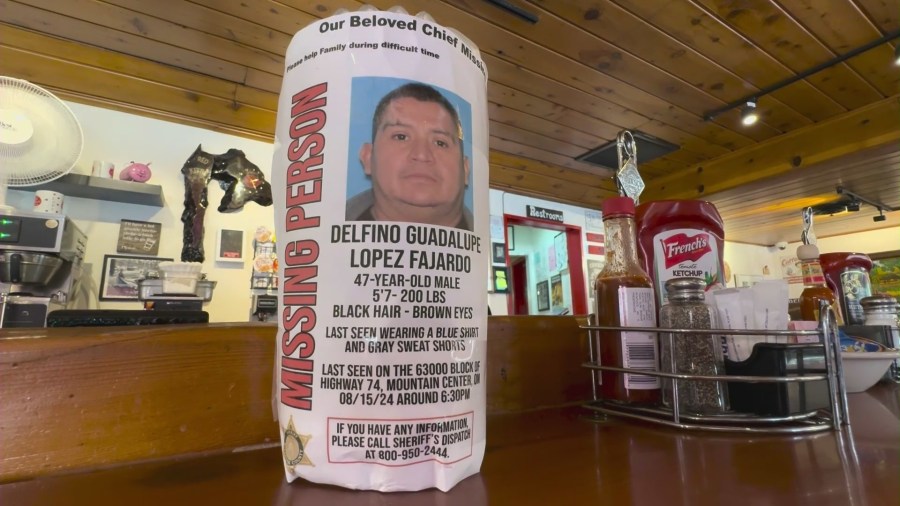 Our Beloved Chief
Please help Family during difficult time
MISSING PERSON
DELFINO GUADALUPE
LOPEZ FAJARDO
47-YEAR-OLD MALE
5'7- 200 LBS
BLACK HAIR - BROWN EYES
LAST SEEN WEARING A BLUE SHIRT
AND GRAY SWEAT SHORTS
LAST SEEN ON THE 63000 BLOCK OF
HIGHWAY 74, MOUNTAIN CENTER, ON
08/15/24 AROUND 6:30PM
IF YOU HAVE ANY INFORMATION,
PLEASE CALL SHERIFF'S DISPATCH
AT 800-950-2444.
Restrooms
French's
Tomato
KETCHUP